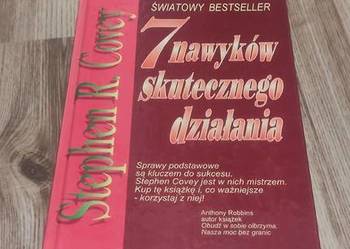 ŚWIATOWY BESTSELLER
Stephen R. Covey
7 nawyków
skutecznego
działania
Sprawy podstawowe
są kluczem do sukcesu.
Stephen Covey jest w nich mistrzem.
Kup tę książkę i, co ważniejsze
- korzystaj z niej!
Anthony Robbins
autor książek
Obudź w sobie olbrzyma,
Nasza moc bez granic